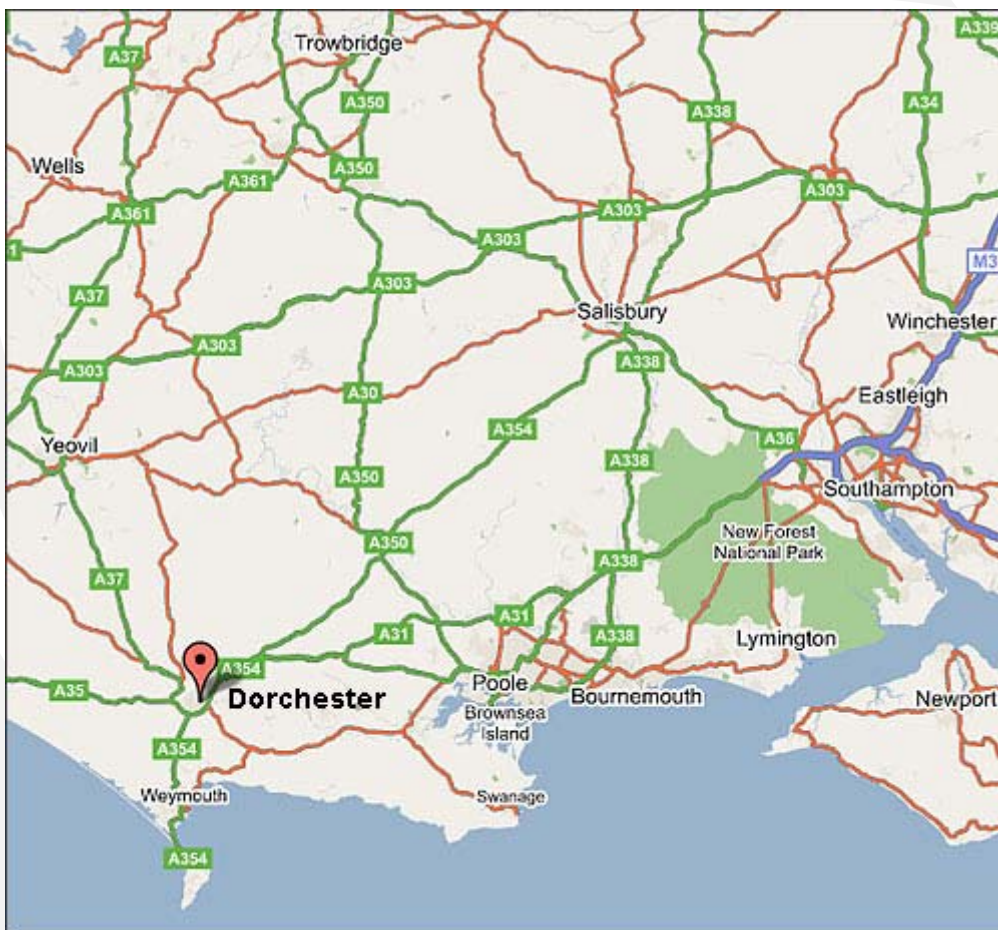 A37
Trowbridge
A339
A350
A338
A34
Wells
A350
A361
A303
A361
A303
A303
M3
A303
A37
Salisbury
Winchester
A303
A303
A338
A30
Eastleigh
A354
A36
Yeovil
A338
A350
Southampton
New Forest
National Park
A350
A338
A37
A31
A31
A338
Lymington
A354
Poole
A35
Dorchester
Bournemouth
Newport
Brownsea
Island
A354
Weymouth
Swanage
A354